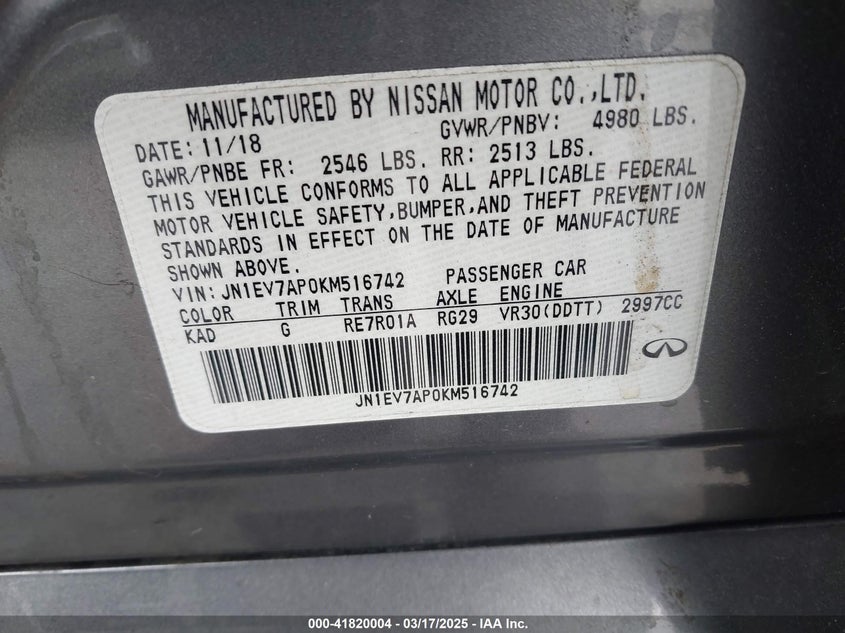 MANUFACTURED BY NISSAN MOTOR CO.,LTD.
DATE:11/18 GVWR/PNBV: 4980 LBS.
GAWR/PNBE FR: 2546 LBS. RR: 2513 LBS.
THIS VEHICLE CONFORMS TO ALL APPLICABLE FEDERAL
MOTOR VEHICLE SAFETY,BUMPER,AND THEFT PREVENTION
STANDARDS IN EFFECT ON THE DATE OF MANUFACTURE
SHOWN ABOVE.
VIN:JN1EV7AP0KM516742 PASSENGER CAR
COLOR TRIM TRANS AXLE ENGINE
KAD G RE7R01A RG29 VR30(DDTT) 2997CC
JN1EV7AP0KM516742
000-41820004 — 03/17/2025 — IAA Inc.